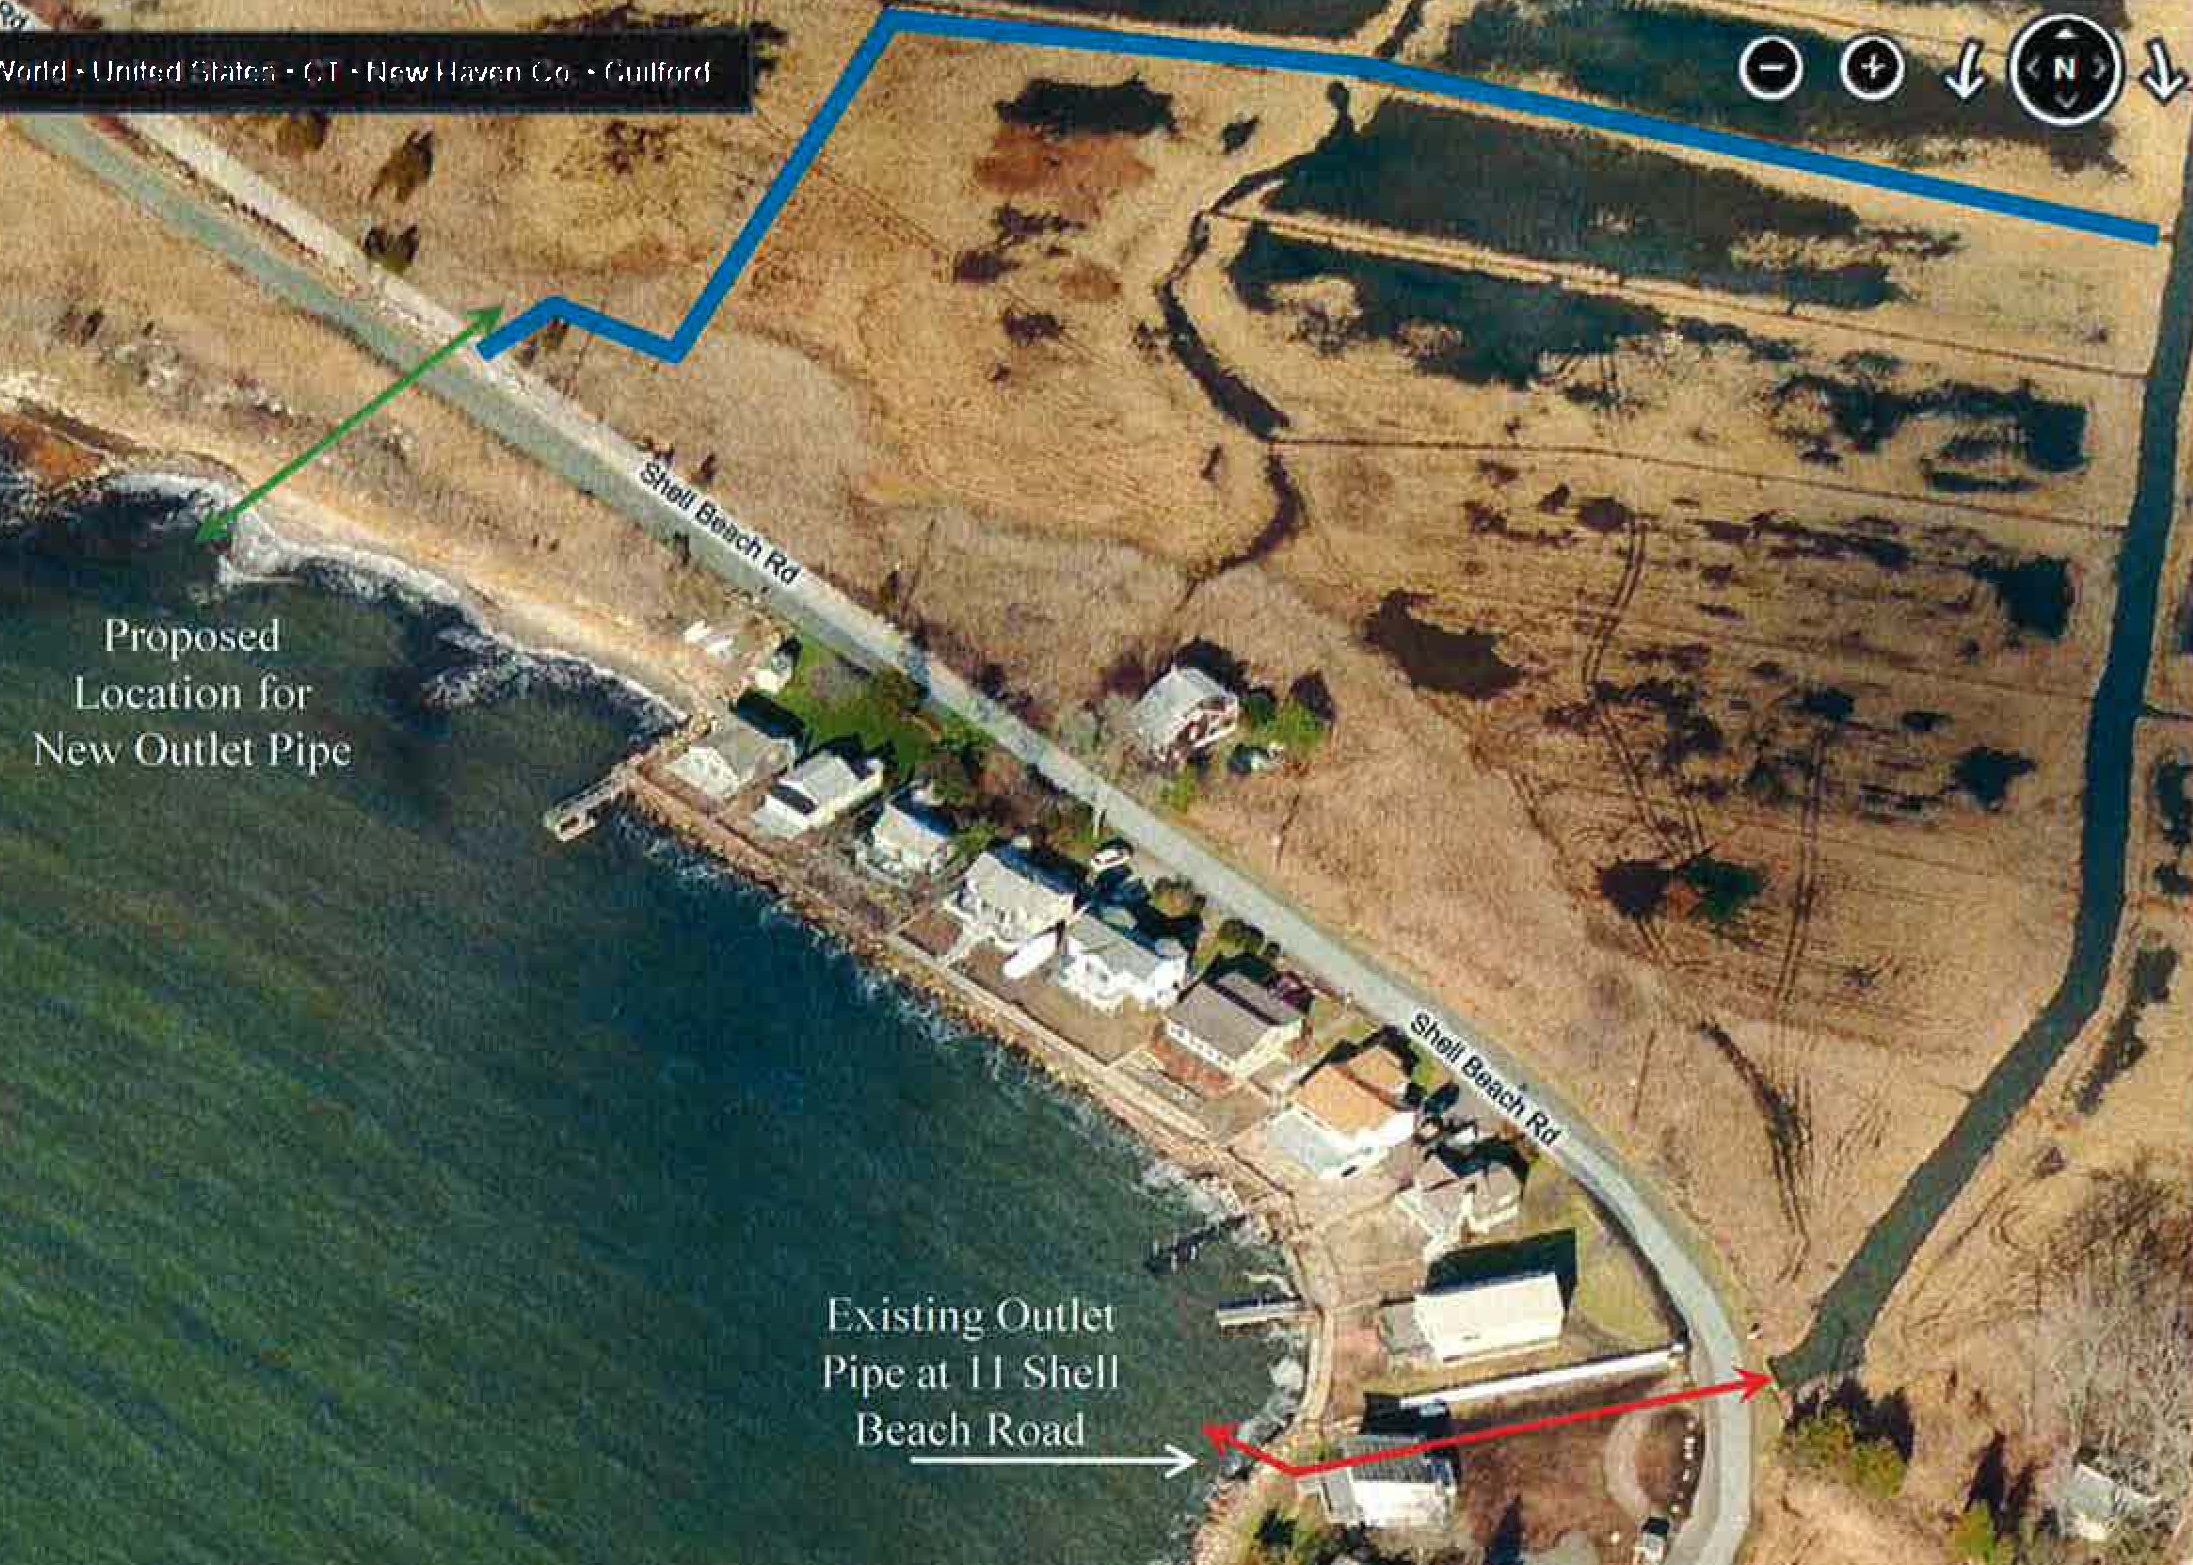 Rd
World • United States • CT • New Haven Co. • Guilford
N
Shell Beach Rd
Proposed
Location for
New Outlet Pipe
Shell Beach Rd
Existing Outlet
Pipe at 11 Shell
Beach Road